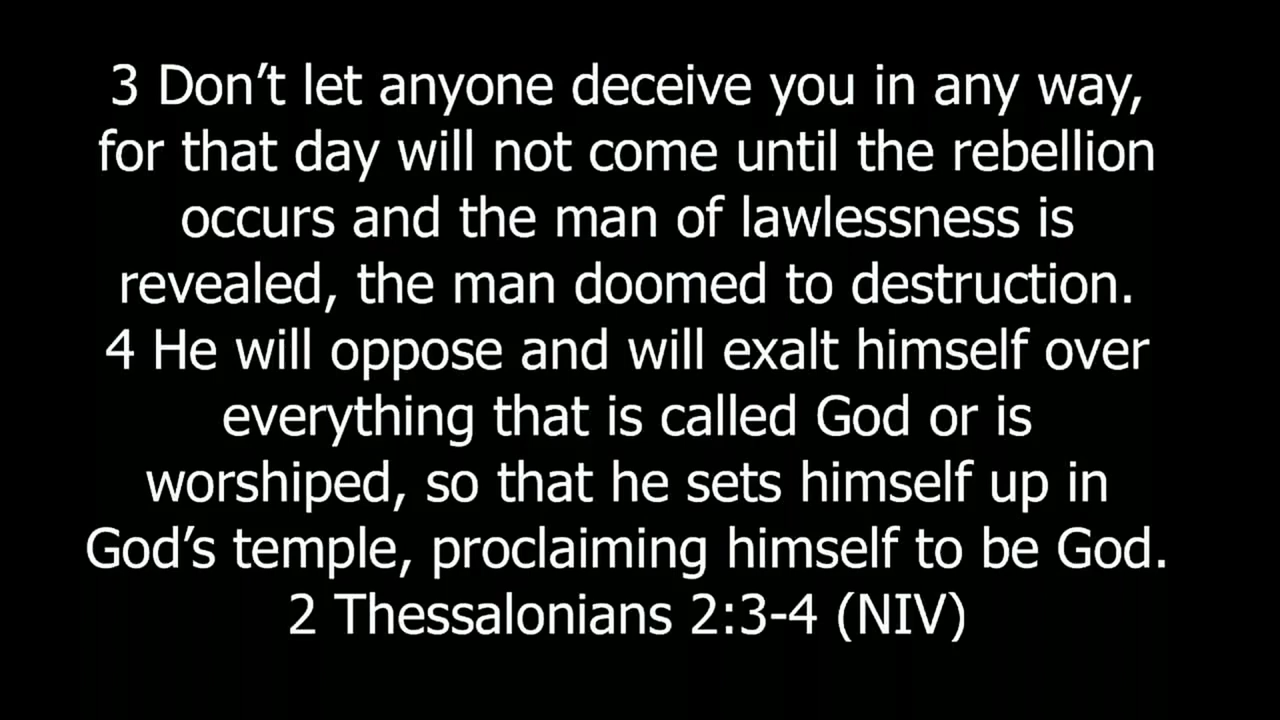 3 Don’t let anyone deceive you in any way,
for that day will not come until the rebellion
occurs and the man of lawlessness is
revealed, the man doomed to destruction.
4 He will oppose and will exalt himself over
everything that is called God or is
worshiped, so that he sets himself up in
God’s temple, proclaiming himself to be God.
2 Thessalonians 2:3-4 (NIV)